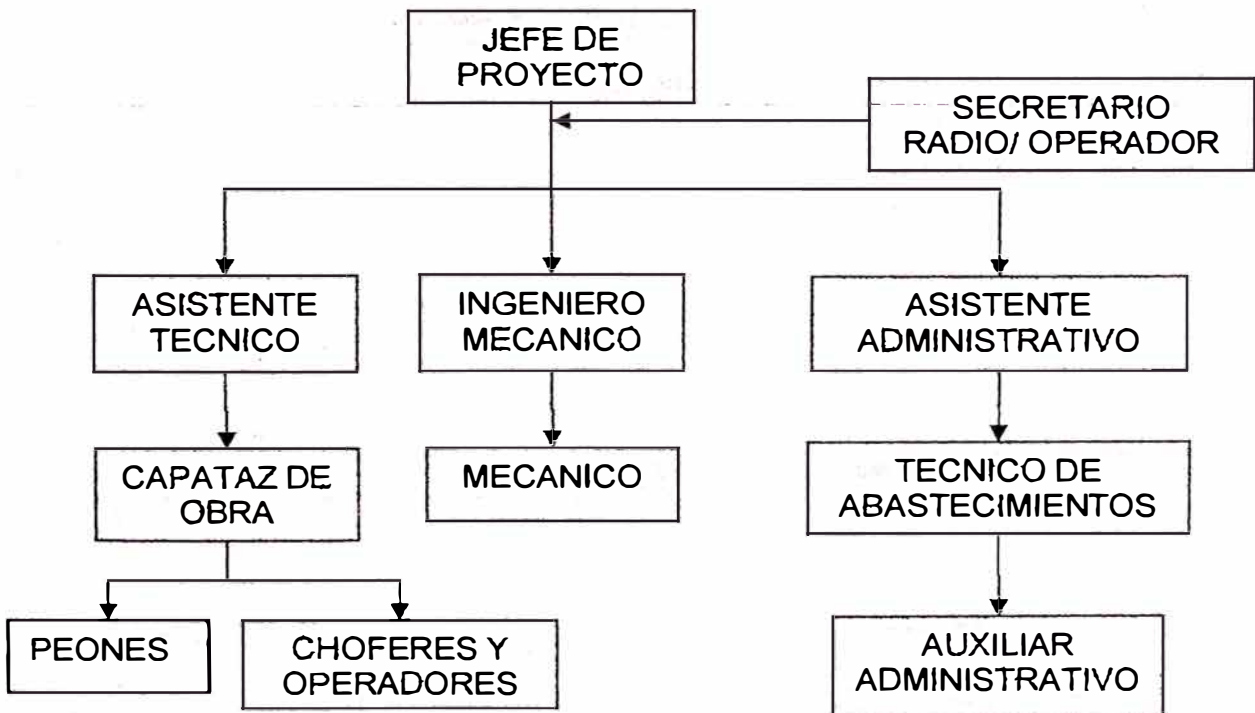 JEFE DE
PROYECTO
SECRETARIO
RADIO/ OPERADOR
ASISTENTE
TECNICO
INGENIERO
MECANICO
ASISTENTE
ADMINISTRATIVO
CAPATAZ DE
OBRA
MECANICO
TECNICO DE
ABASTECIMIENTOS
PEONES
CHOFERES Y
OPERADORES
AUXILIAR
ADMINISTRATIVO